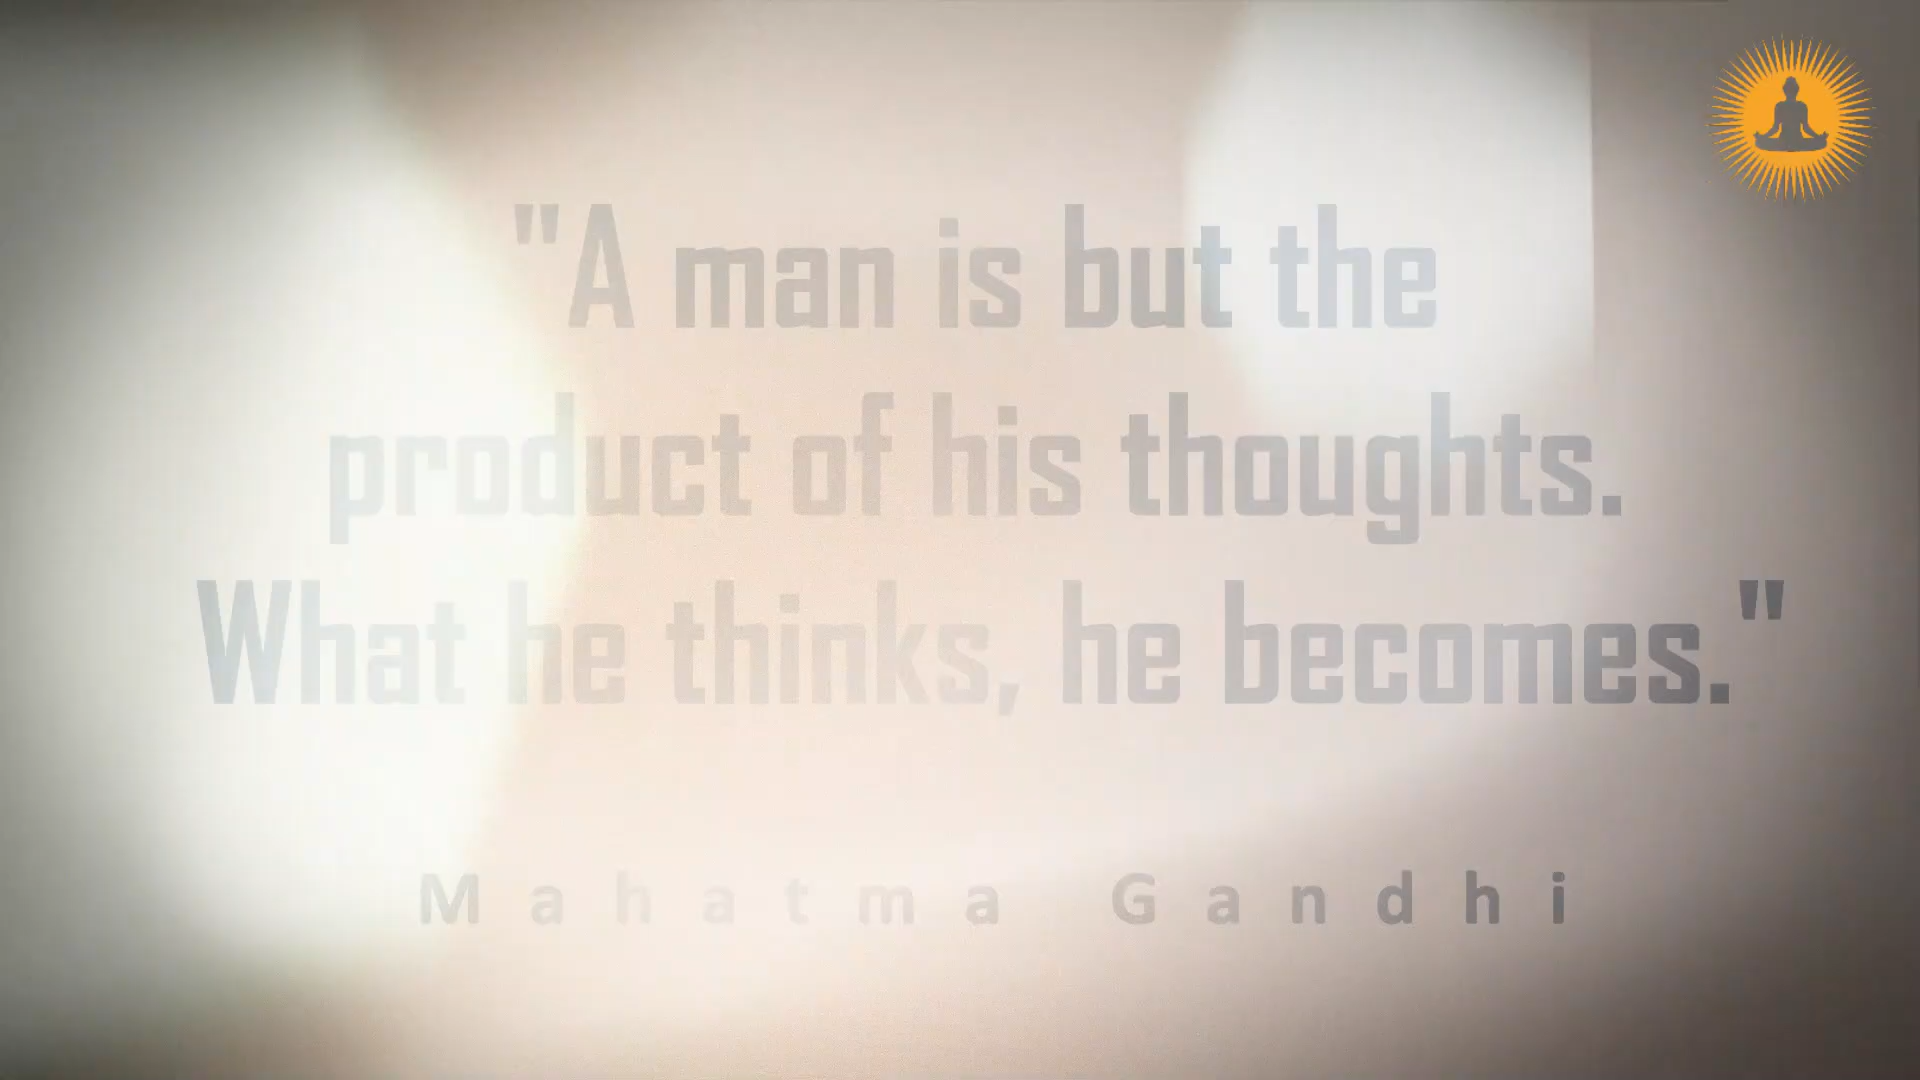 "A man is but the
product of his thoughts.
What he thinks, he becomes."
Mahatma Gandhi